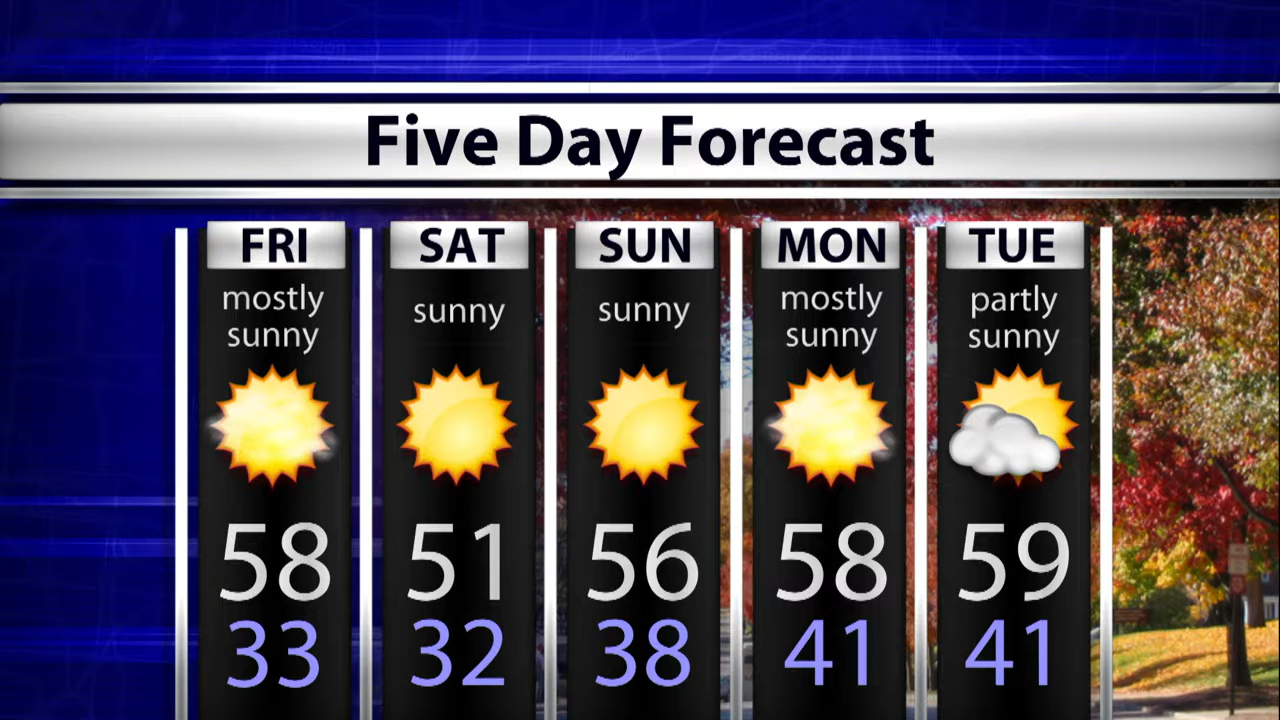 Five Day Forecast
FRI
mostly
sunny
58
33
SAT
sunny
51
32
SUN
sunny
56
38
MON
mostly
sunny
58
41
TUE
partly
sunny
59
41